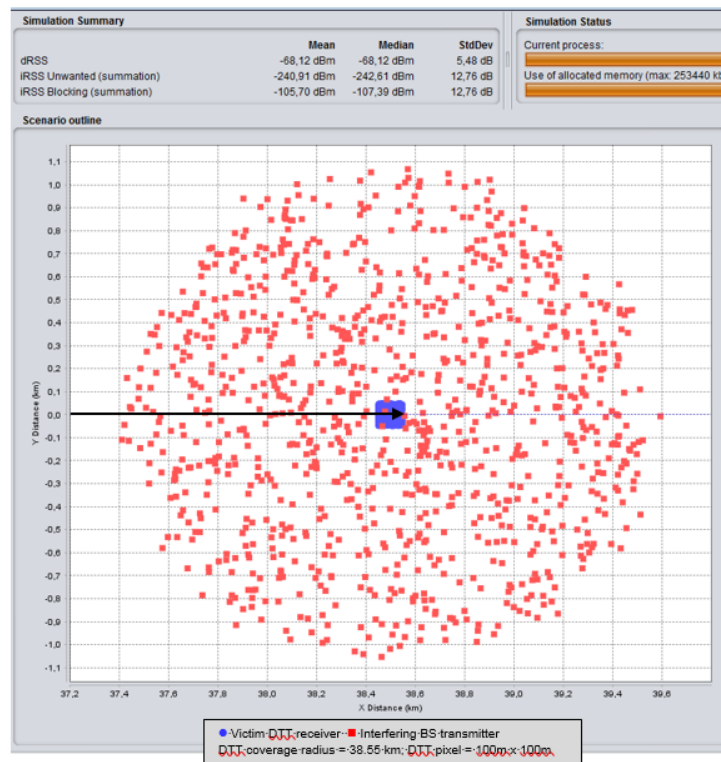 Simulation Summary
Mean Median StdDev
dRSS -68,12 dBm -68,12 dBm 5,48 dB
iRSS Unwanted (summation) -240,91 dBm -242,61 dBm 12,76 dB
iRSS Blocking (summation) -105,70 dBm -107,39 dBm 12,76 dB
Simulation Status
Current process:
Use of allocated memory (max: 253440 kb
Scenario outline
1,1
1,0
0,9
0,8
0,7
0,6
0,5
0,4
0,3
0,2
0,1
0,0
-0,1
-0,2
-0,3
-0,4
-0,5
-0,6
-0,7
-0,8
-0,9
-1,0
-1,1
Y Distance (km)
37,2 37,4 37,6 37,8 38,0 38,2 38,4 38,6 38,8 39,0 39,2 39,4 39,6
X Distance (km)
Victim DTT receiver Interfering BS transmitter
DTT coverage radius = 38.55 km; DTT pixel = 100m x 100m